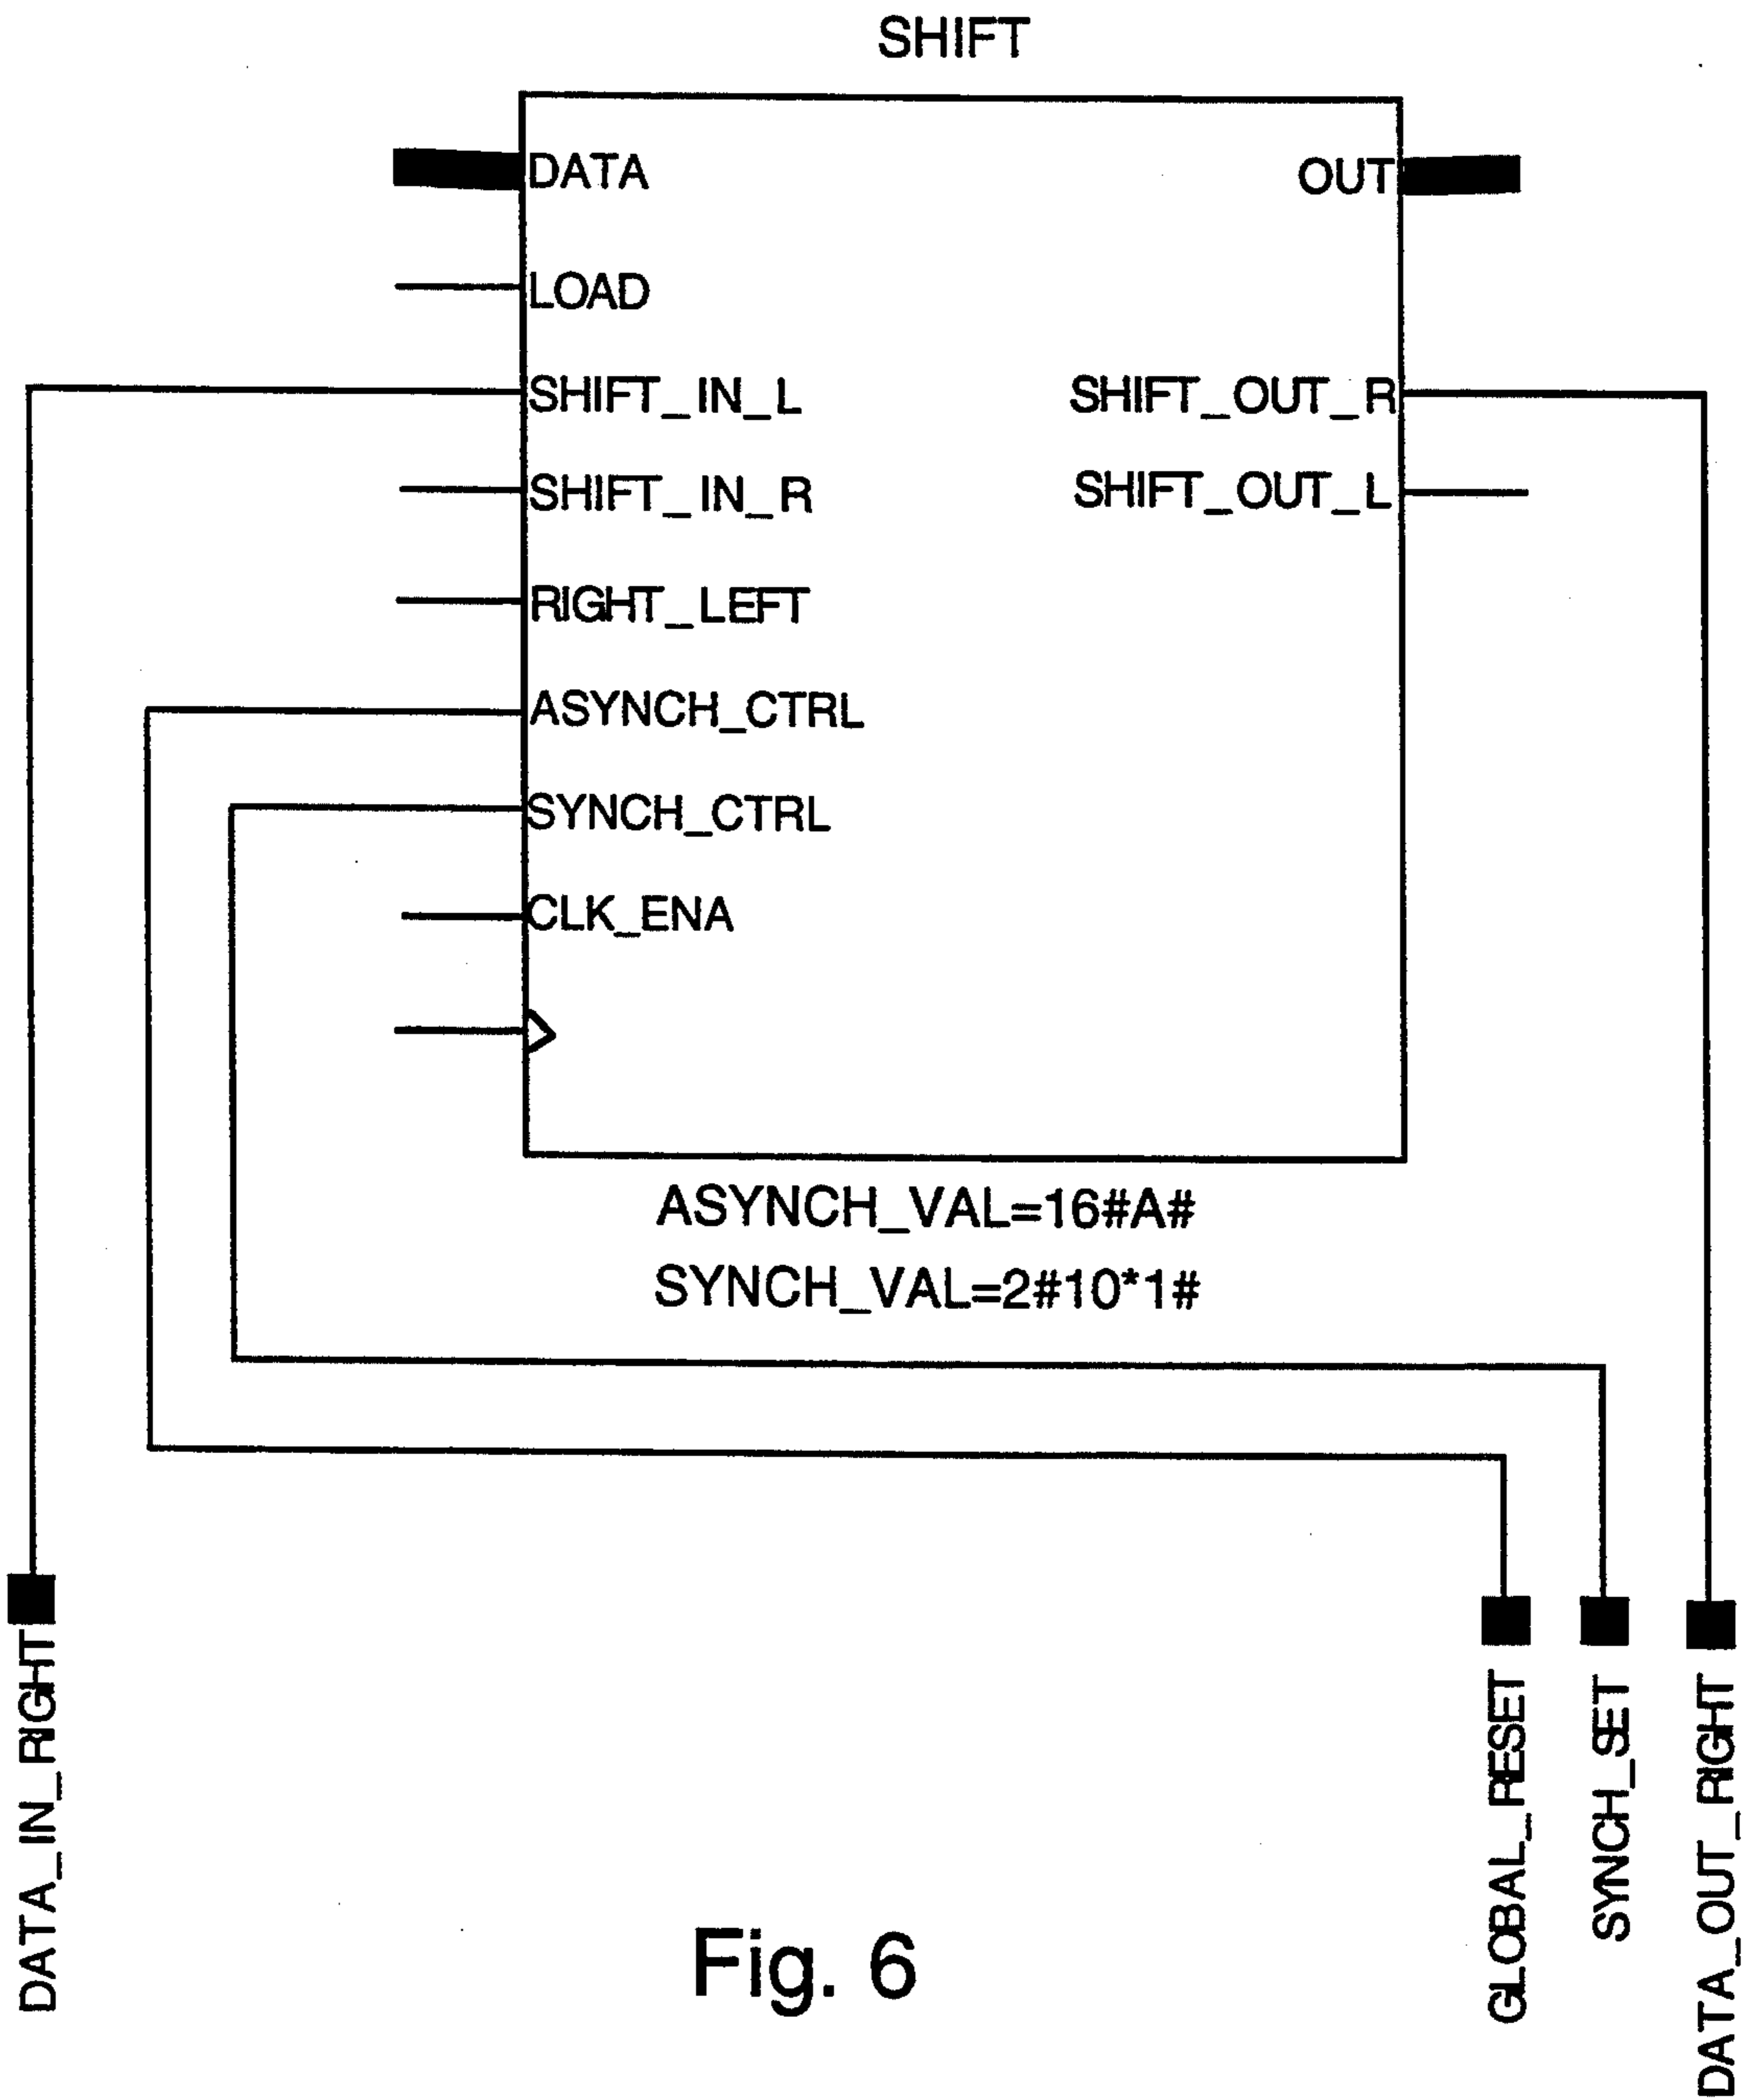 SHIFT
DATA
OUT
LOAD
SHIFT_IN_L
SHIFT_OUT_R
SHIFT_IN_R
SHIFT_OUT_L
RIGHT_LEFT
ASYNCH_CTRL
SYNCH_CTRL
CLK_ENA
ASYNCH_VAL=16#A#
SYNCH_VAL=2#10*1#
DATA_IN_RIGHT
GLOBAL_RESET
SYNCH_SET
DATA_OUT_RIGHT
Fig. 6